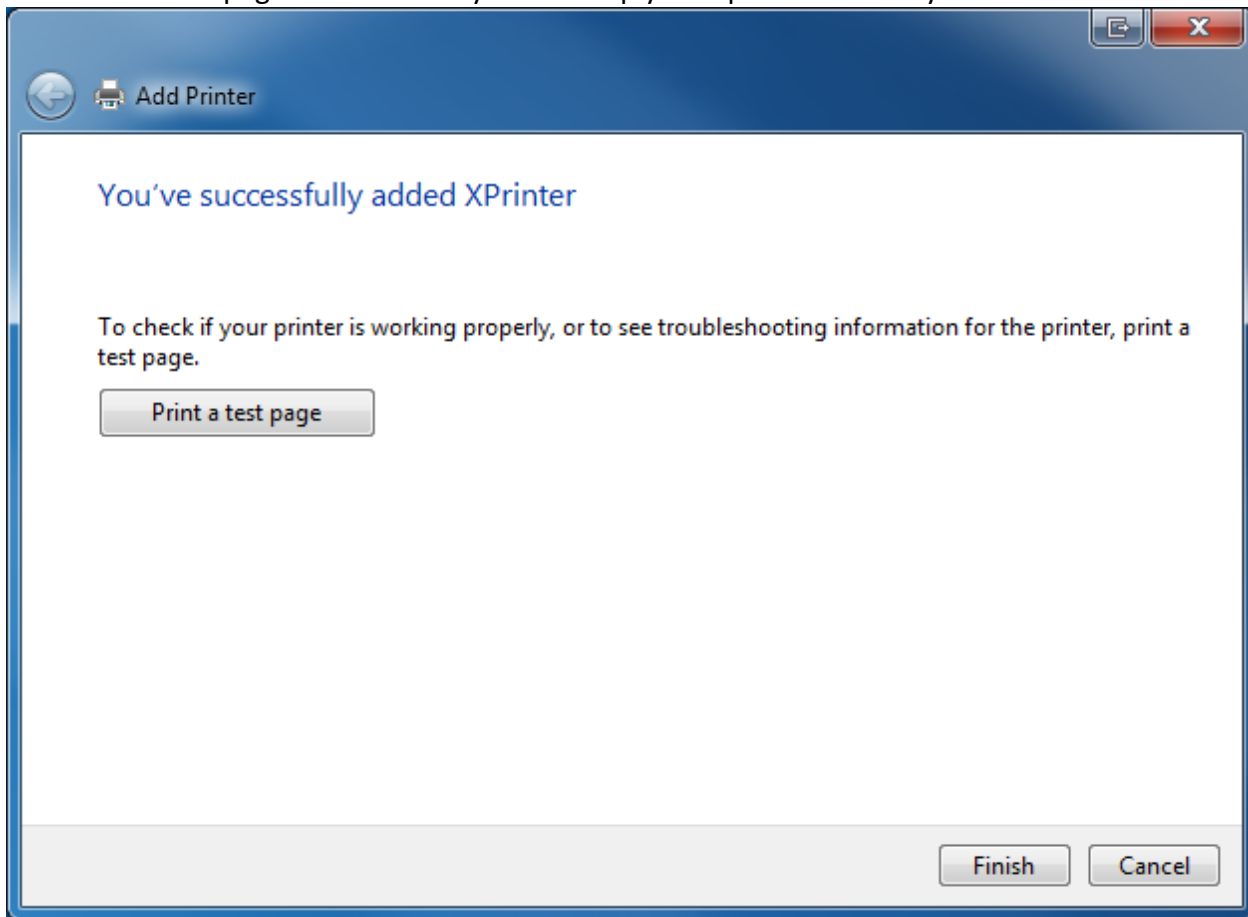 Add Printer
You've successfully added XPrinter
To check if your printer is working properly, or to see troubleshooting information for the printer, print a
test page.
Print a test page
Finish
Cancel